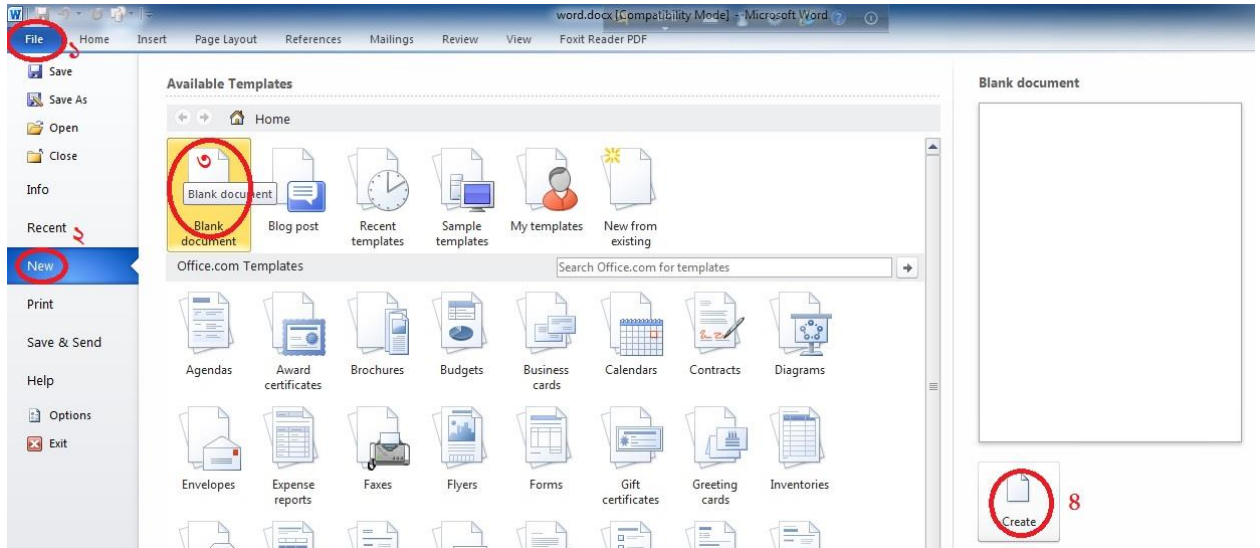 word.docx [Compatibility Mode] - Microsoft Word
File Home Insert Page Layout References Mailings Review View Foxit Reader PDF
১
Save
Save As
Open
Close
Info
Recent
২
New
Print
Save & Send
Help
Options
Exit
Available Templates
Home
৩
Blank document
Blank document
Blog post
Recent templates
Sample templates
My templates
New from existing
Office.com Templates
Search Office.com for templates
Agendas
Award certificates
Brochures
Budgets
Business cards
Calendars
Contracts
Diagrams
Envelopes
Expense reports
Faxes
Flyers
Forms
Gift certificates
Greeting cards
Inventories
Blank document
Create
৪